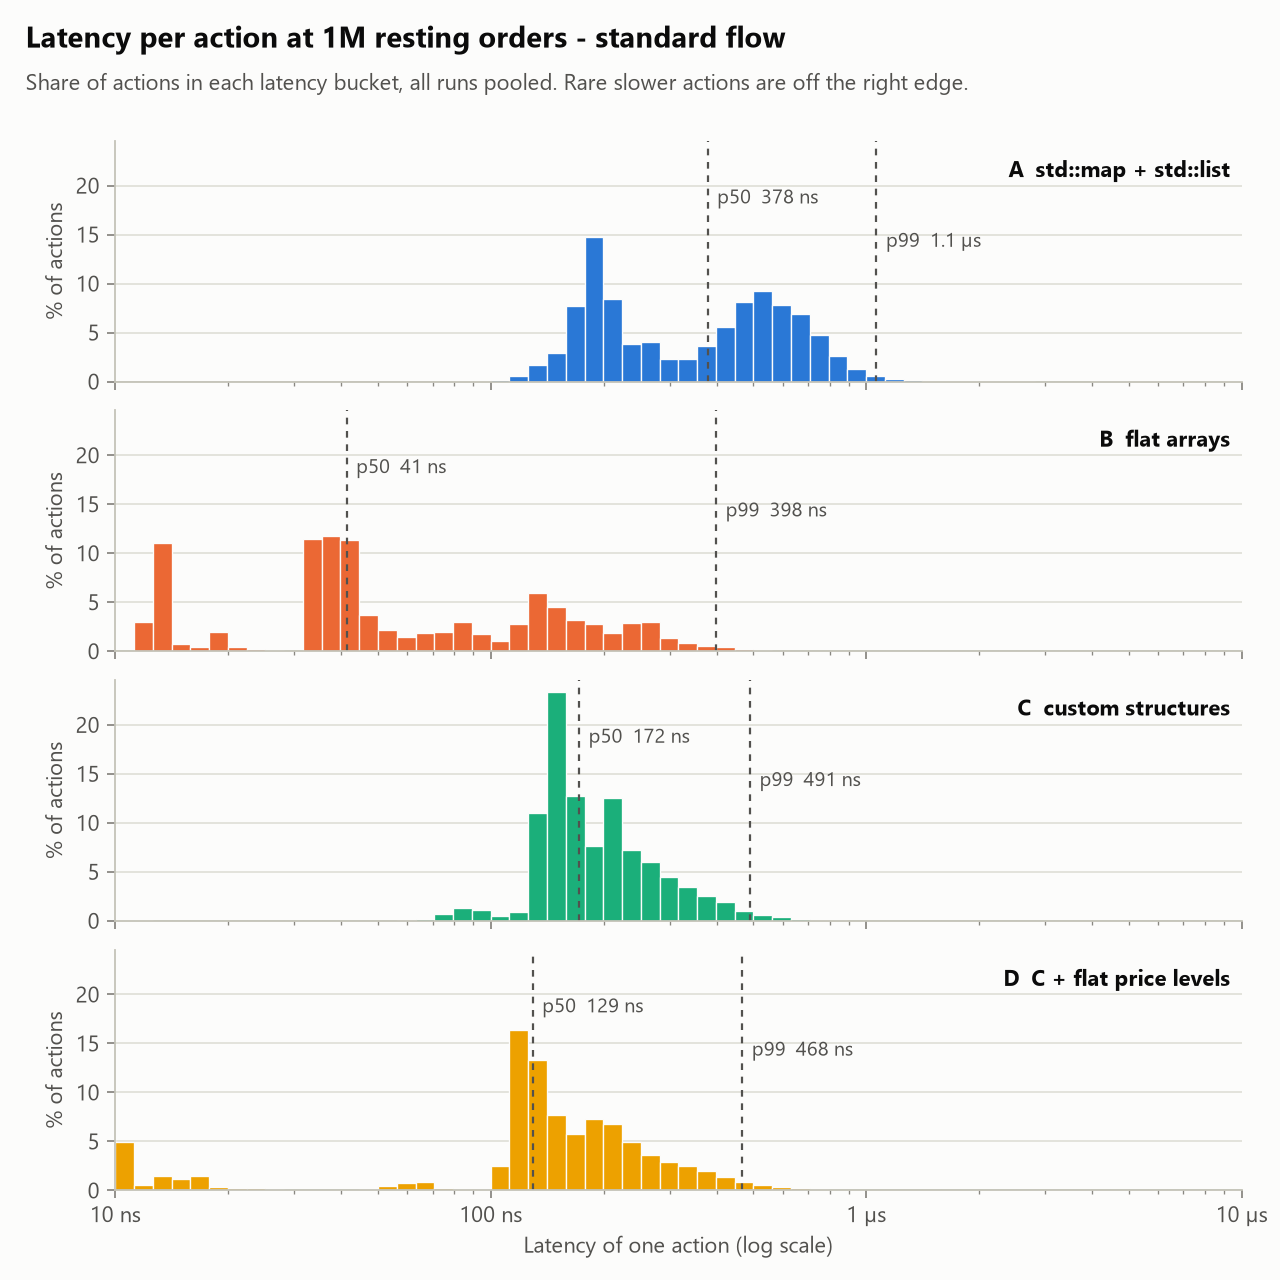 Latency per action at 1M resting orders - standard flow
Share of actions in each latency bucket, all runs pooled. Rare slower actions are off the right edge.
A std::map + std::list
p50 378 ns
p99 1.1 µs
% of actions
20
15
10
5
0
B flat arrays
p50 41 ns
p99 398 ns
% of actions
20
15
10
5
0
C custom structures
p50 172 ns
p99 491 ns
% of actions
20
15
10
5
0
D C + flat price levels
p50 129 ns
p99 468 ns
% of actions
20
15
10
5
0
10 ns 100 ns 1 µs 10 µs
Latency of one action (log scale)